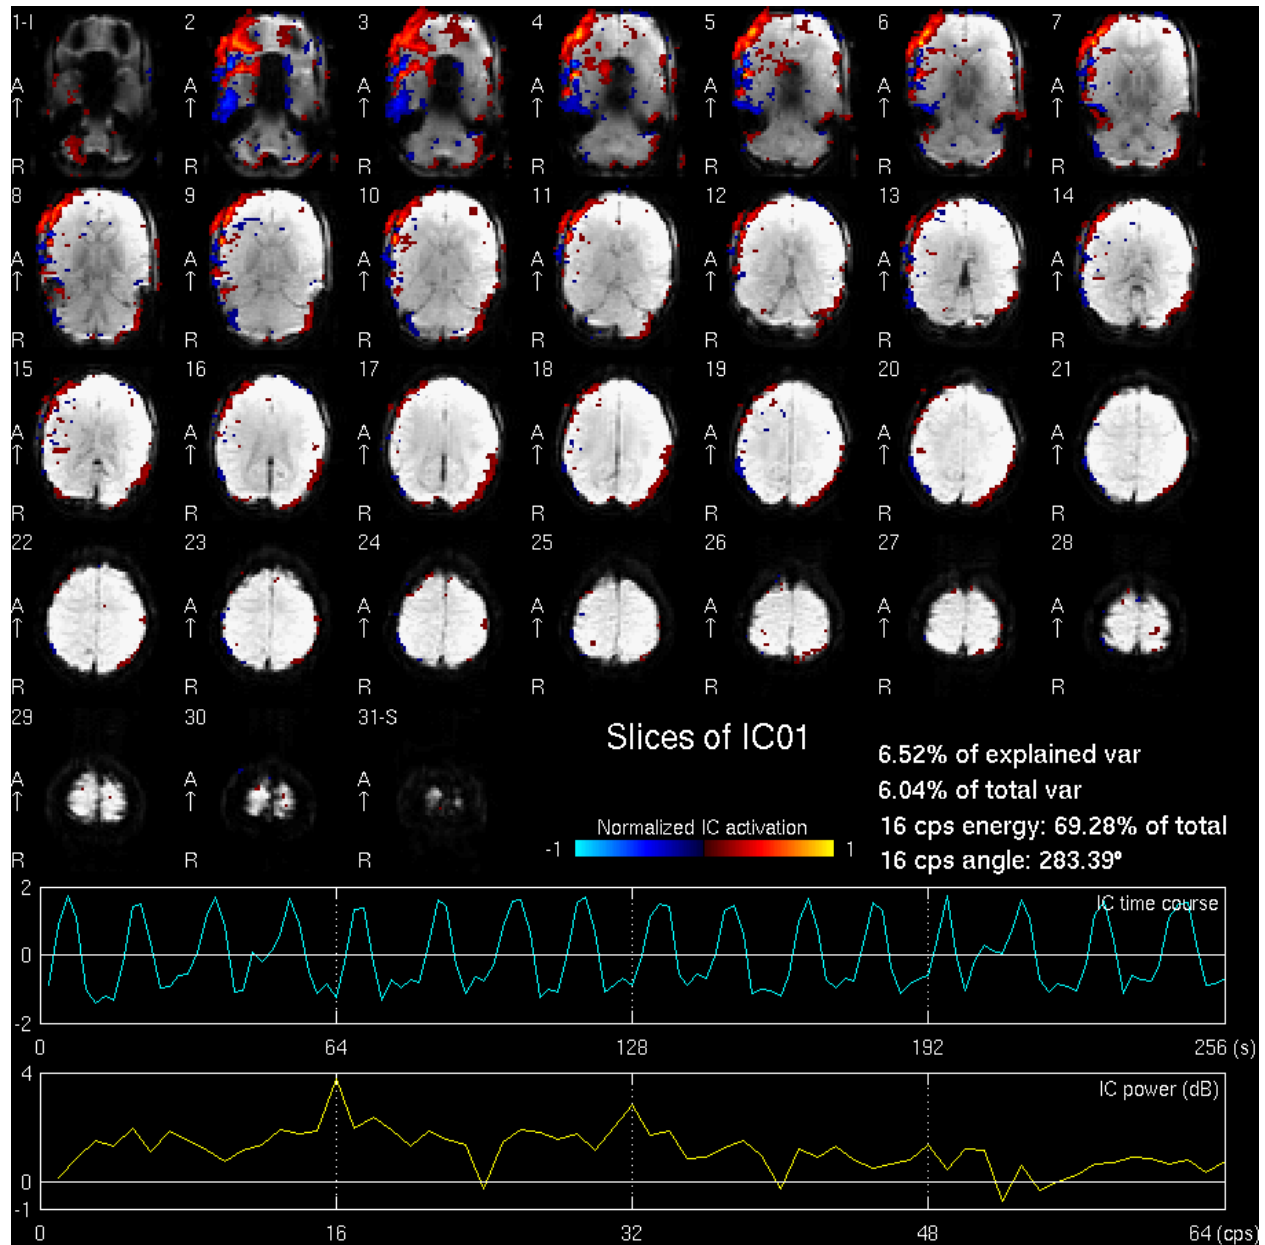 1-I 2 3 4 5 6 7
A A A A A A A
↑ ↑ ↑ ↑ ↑ ↑ ↑
R R R R R R R
8 9 10 11 12 13 14
A A A A A A A
↑ ↑ ↑ ↑ ↑ ↑ ↑
R R R R R R R
15 16 17 18 19 20 21
A A A A A A A
↑ ↑ ↑ ↑ ↑ ↑ ↑
R R R R R R R
22 23 24 25 26 27 28
A A A A A A A
↑ ↑ ↑ ↑ ↑ ↑ ↑
R R R R R R R
29 30 31-S
A A A
↑ ↑ ↑
R R R
Slices of IC01
6.52% of explained var
6.04% of total var
16 cps energy: 69.28% of total
16 cps angle: 283.39º
Normalized IC activation
-1 1
2
IC time course
0
-2
0 64 128 192 256 (s)
4
IC power (dB)
0
-1
0 16 32 48 64 (cps)